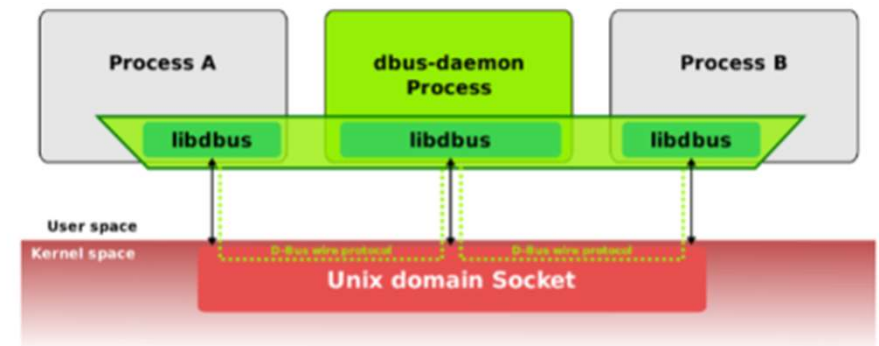 Process A
dbus-daemon
Process
Process B
libdbus
libdbus
libdbus
User space
Kernel space
D-Bus wire protocol
D-Bus wire protocol
Unix domain Socket